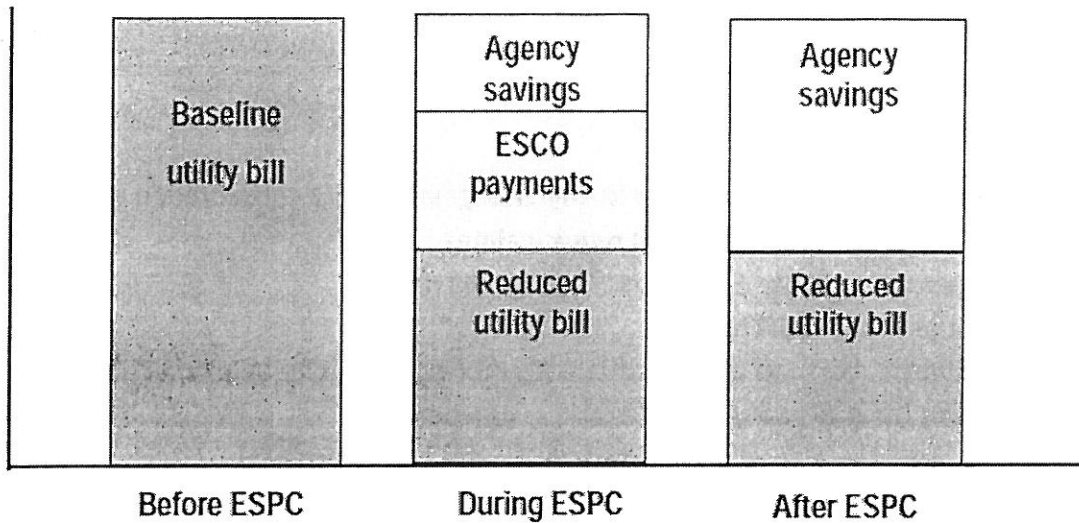 Baseline
utility bill
Agency
savings
ESCO
payments
Reduced
utility bill
Agency
savings
Reduced
utility bill
Before ESPC
During ESPC
After ESPC